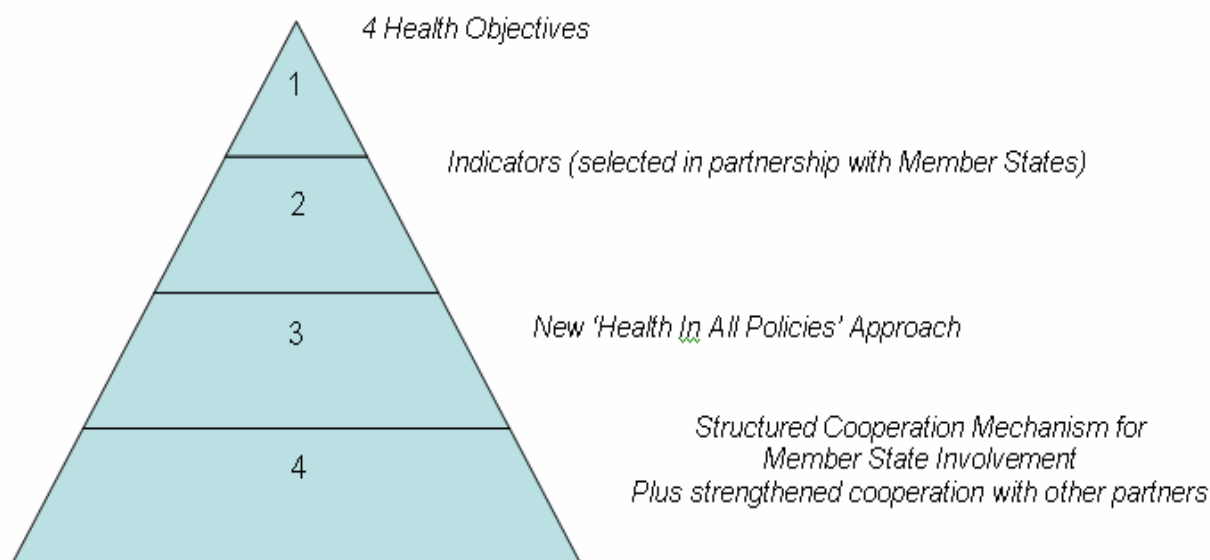 4 Health Objectives
1
Indicators (selected in partnership with Member States)
2
New ‘Health In All Policies’ Approach
3
Structured Cooperation Mechanism for
Member State Involvement
Plus strengthened cooperation with other partners
4